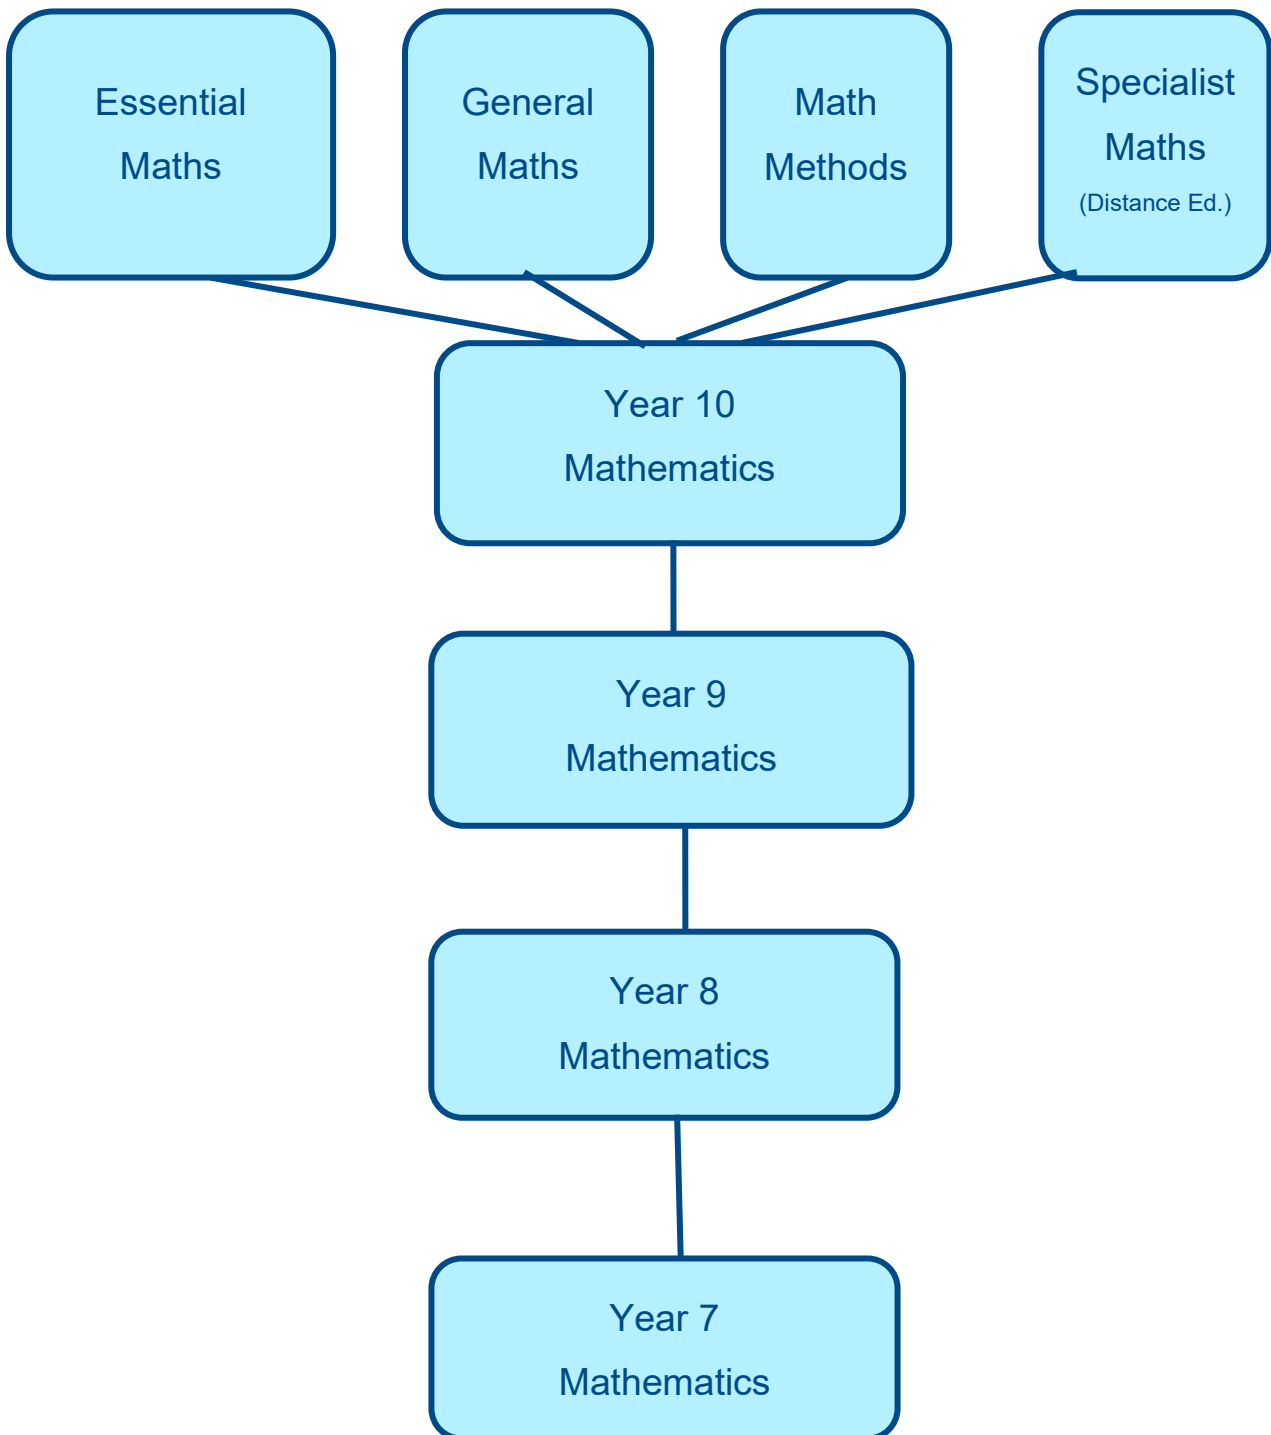 Essential
Maths
General
Maths
Math
Methods
Specialist
Maths
(Distance Ed.)
Year 10
Mathematics
Year 9
Mathematics
Year 8
Mathematics
Year 7
Mathematics